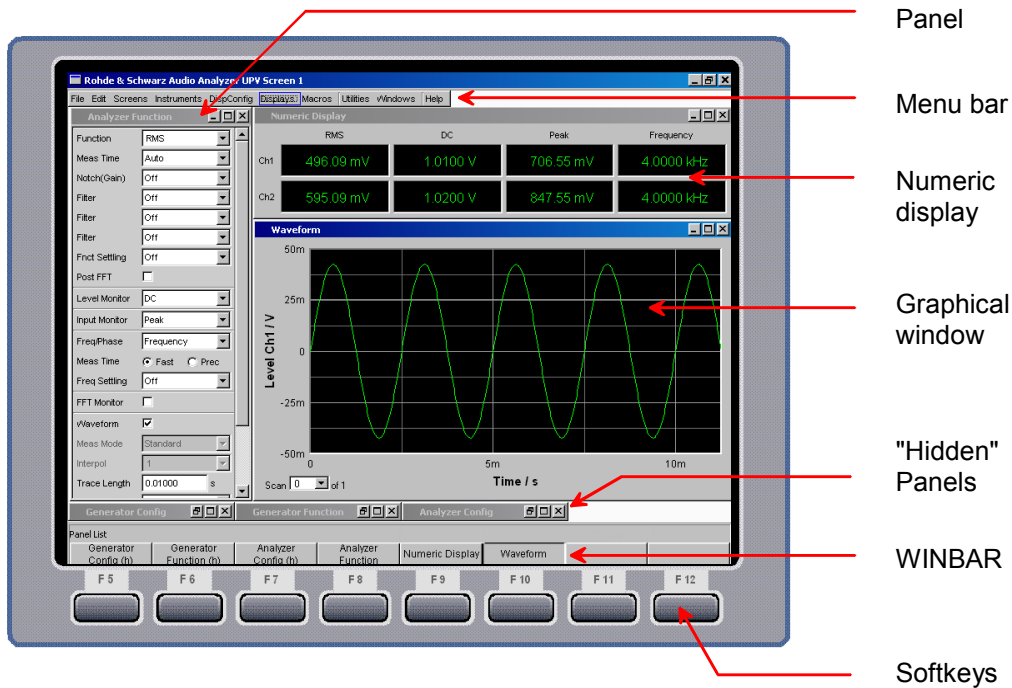 Panel
Rohde & Schwarz Audio Analyzer UPV Screen 1
File Edit Screens Instruments DispConfig Displays Macros Utilities Windows Help
Menu bar
Analyzer Function
Function RMS
Meas Time Auto
Notch(Gain) Off
Filter Off
Filter Off
Filter Off
Fnct Settling Off
Post FFT
Level Monitor DC
Input Monitor Peak
Freq/Phase Frequency
Meas Time Fast Prec
Freq Settling Off
FFT Monitor
Waveform
Meas Mode Standard
Interpol 1
Trace Length 0.01000 s
Numeric Display
RMS DC Peak Frequency
Ch1 496.09 mV 1.0100 V 706.55 mV 4.0000 kHz
Ch2 595.09 mV 1.0200 V 847.55 mV 4.0000 kHz
Numeric
display
Waveform
Level Ch1 / V
50m
25m
0
-25m
-50m
0 5m 10m
Time / s
Scan 0 of 1
Graphical
window
Generator Config Generator Function Analyzer Config
"Hidden"
Panels
Panel List
Generator Config (h)
Generator Function (h)
Analyzer Config (h)
Analyzer Function
Numeric Display
Waveform
WINBAR
F 5 F 6 F 7 F 8 F 9 F 10 F 11 F 12
Softkeys